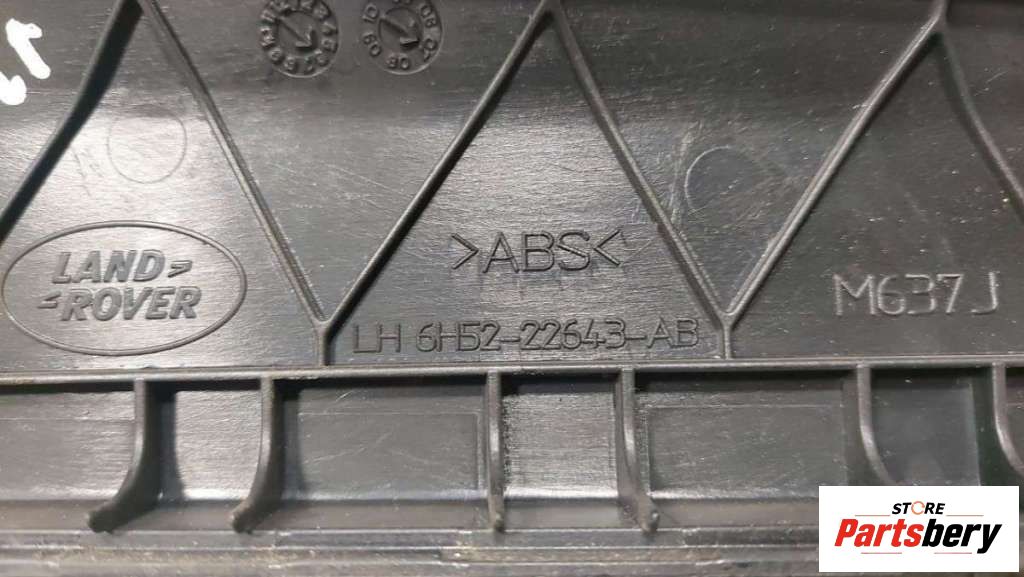 LAND
ROVER
>ABS<
M637J
LH 6H52-22643-AB
STORE
Partsbery